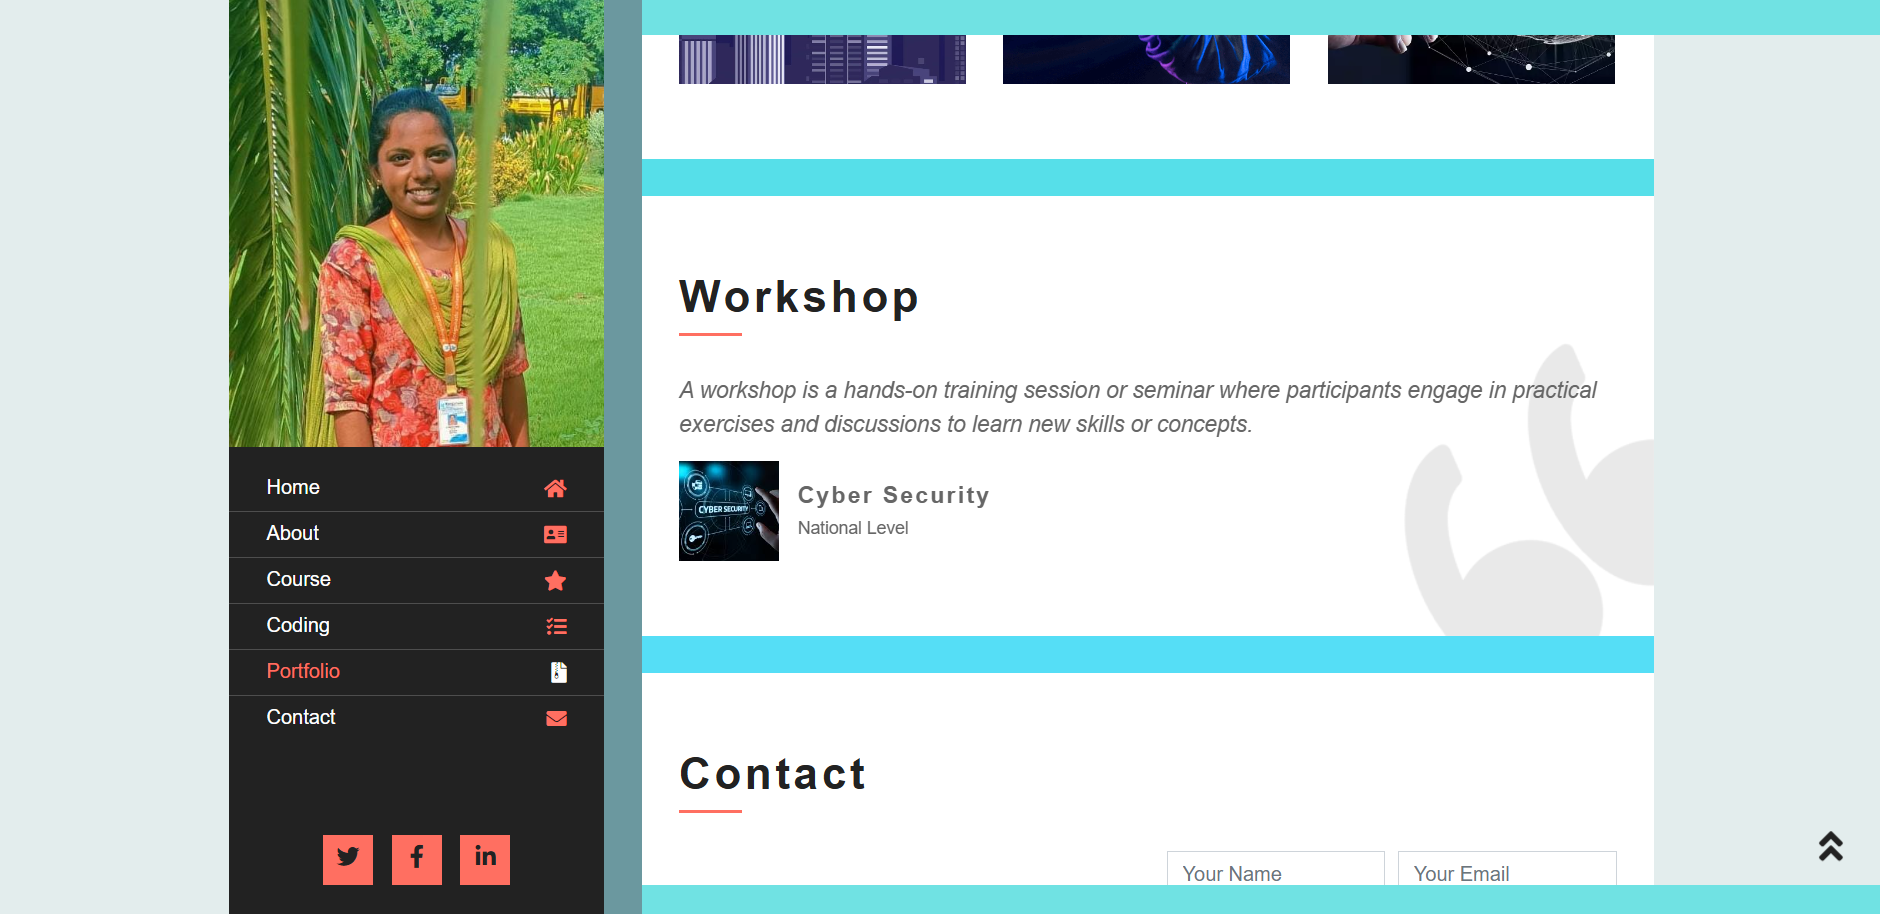 Home
About
Course
Coding
Portfolio
Contact
Workshop
A workshop is a hands-on training session or seminar where participants engage in practical
exercises and discussions to learn new skills or concepts.
CYBER SECURITY
Cyber Security
National Level
Contact
Your Name
Your Email